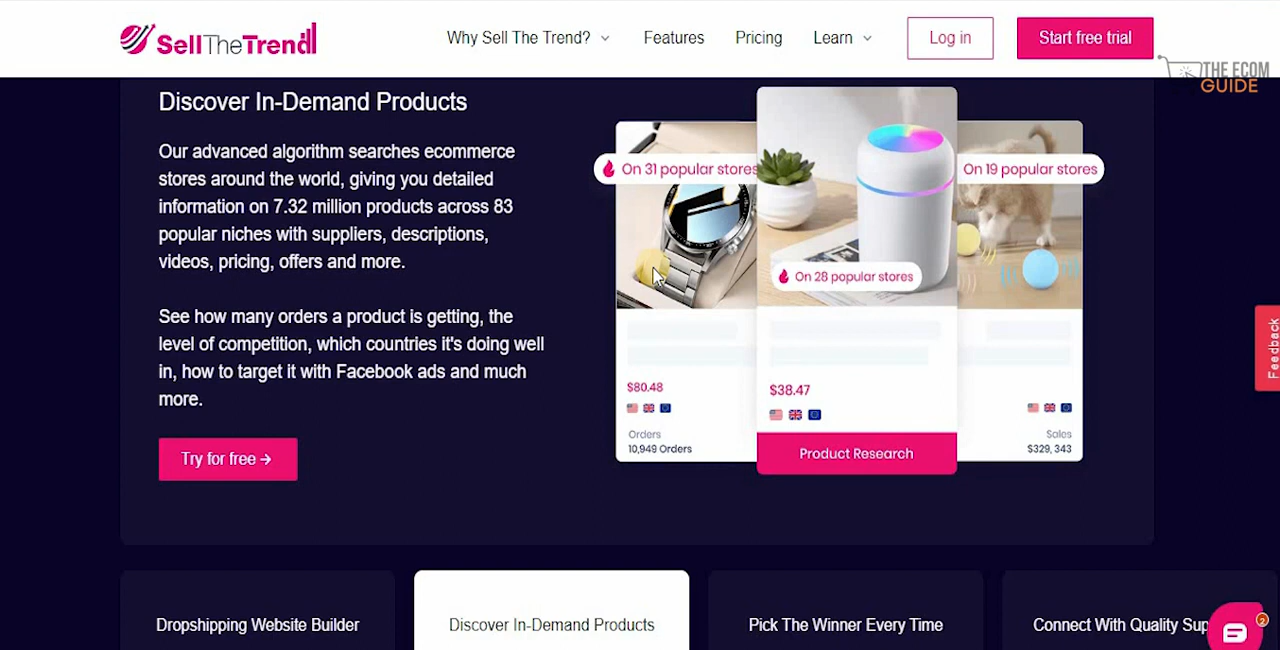 SellTheTrend
Why Sell The Trend?
Features
Pricing
Learn
Log in
Start free trial
THE ECOM
GUIDE
Discover In-Demand Products
Our advanced algorithm searches ecommerce
stores around the world, giving you detailed
information on 7.32 million products across 83
popular niches with suppliers, descriptions,
videos, pricing, offers and more.
See how many orders a product is getting, the
level of competition, which countries it's doing well
in, how to target it with Facebook ads and much
more.
Try for free →
On 31 popular stores
$80.48
Orders
10,949 Orders
On 28 popular stores
$38.47
Product Research
On 19 popular stores
Sales
$329, 343
Feedback
Dropshipping Website Builder
Discover In-Demand Products
Pick The Winner Every Time
Connect With Quality Sup
2